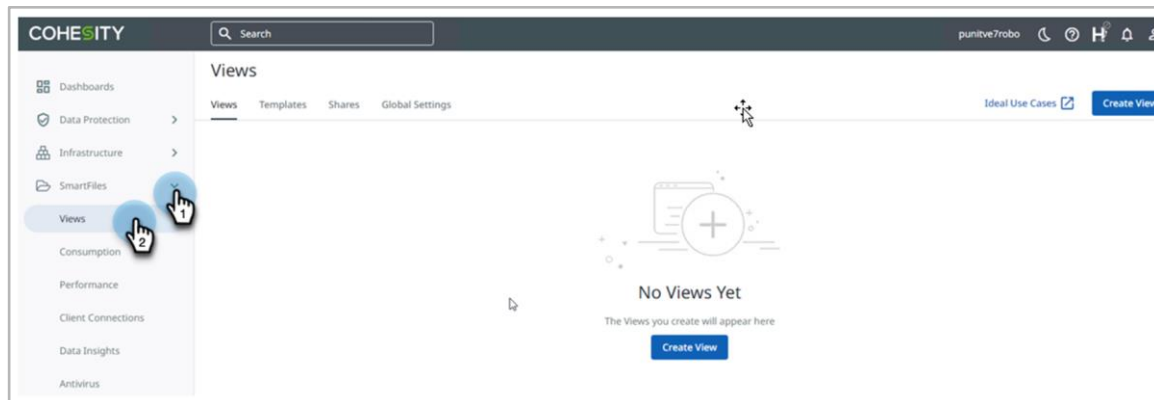 COHESITY
Search
punitve7robo
H
Dashboards
Data Protection
Infrastructure
SmartFiles
1
Views
2
Consumption
Performance
Client Connections
Data Insights
Antivirus
Views
Views Templates Shares Global Settings
Ideal Use Cases
Create View
No Views Yet
The Views you create will appear here
Create View